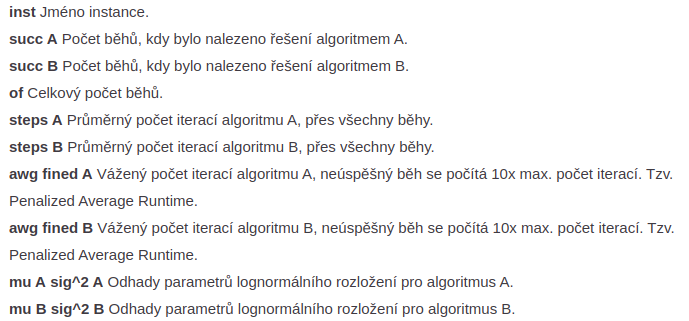 inst Jméno instance.
succ A Počet běhů, kdy bylo nalezeno řešení algoritmem A.
succ B Počet běhů, kdy bylo nalezeno řešení algoritmem B.
of Celkový počet běhů.
steps A Průměrný počet iterací algoritmu A, přes všechny běhy.
steps B Průměrný počet iterací algoritmu B, přes všechny běhy.
awg fined A Vážený počet iterací algoritmu A, neúspěšný běh se počítá 10x max. počet iterací. Tzv.
Penalized Average Runtime.
awg fined B Vážený počet iterací algoritmu B, neúspěšný běh se počítá 10x max. počet iterací. Tzv.
Penalized Average Runtime.
mu A sig^2 A Odhady parametrů lognormálního rozložení pro algoritmus A.
mu B sig^2 B Odhady parametrů lognormálního rozložení pro algoritmus B.